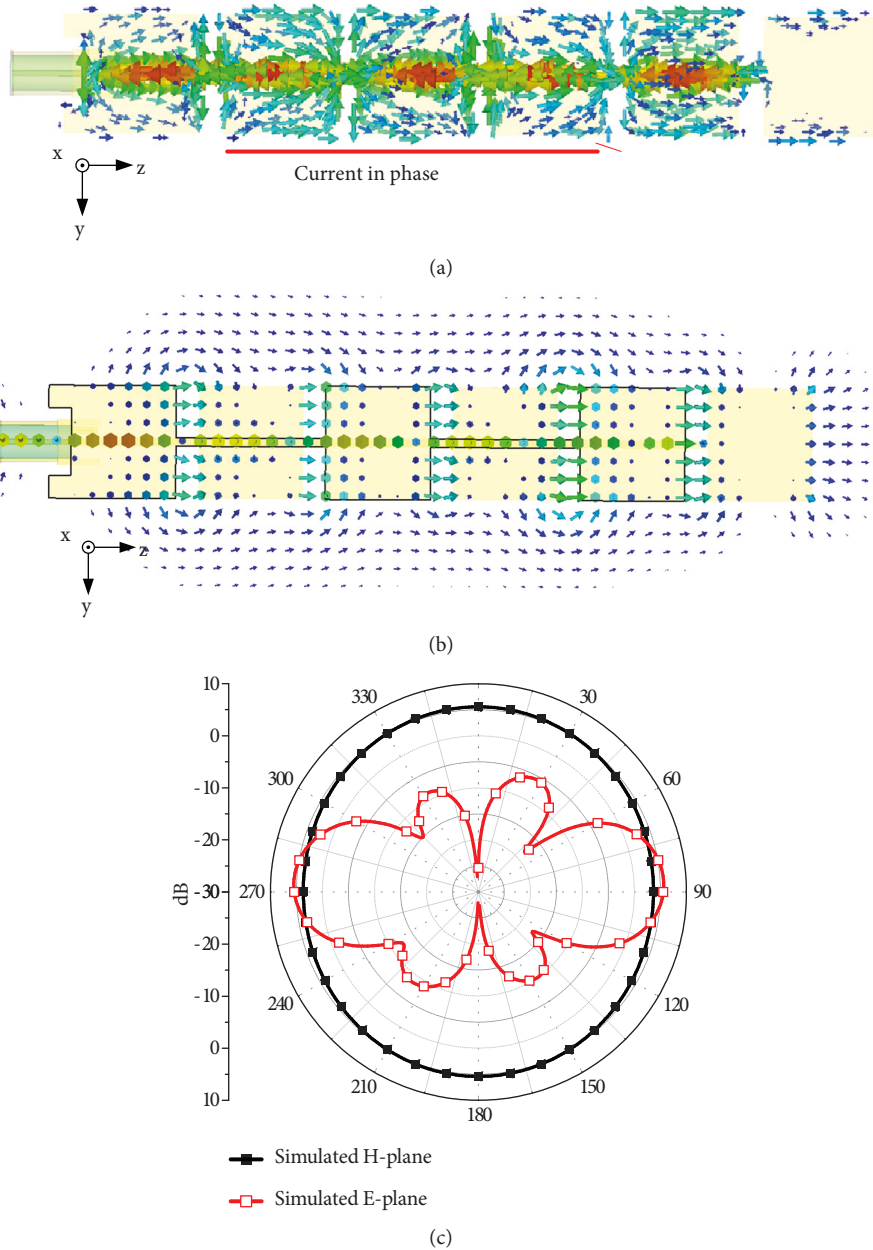 x
z
y
Current in phase
(a)
x
z
y
(b)
10
0
-10
-20
-30
-20
-10
0
10
dB
330
30
300
60
270
90
240
120
210
150
180
Simulated H-plane
Simulated E-plane
(c)